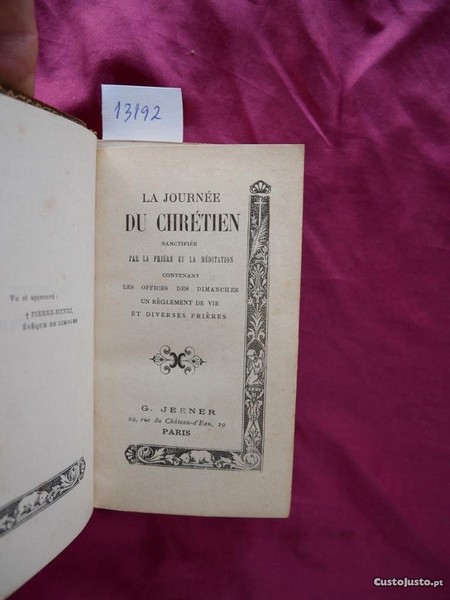 13192
Vu et approuvé :
† PIERRE-HENRI,
ÉVÊQUE DE LIMOGES
LA JOURNÉE
DU CHRÉTIEN
SANCTIFIÉE
PAR LA PRIÈRE ET LA MÉDITATION
CONTENANT
LES OFFICES DES DIMANCHES
UN RÈGLEMENT DE VIE
ET DIVERSES PRIÈRES
G. JEENER
29, rue du Château-d'Eau, 29
PARIS
CustoJusto.pt